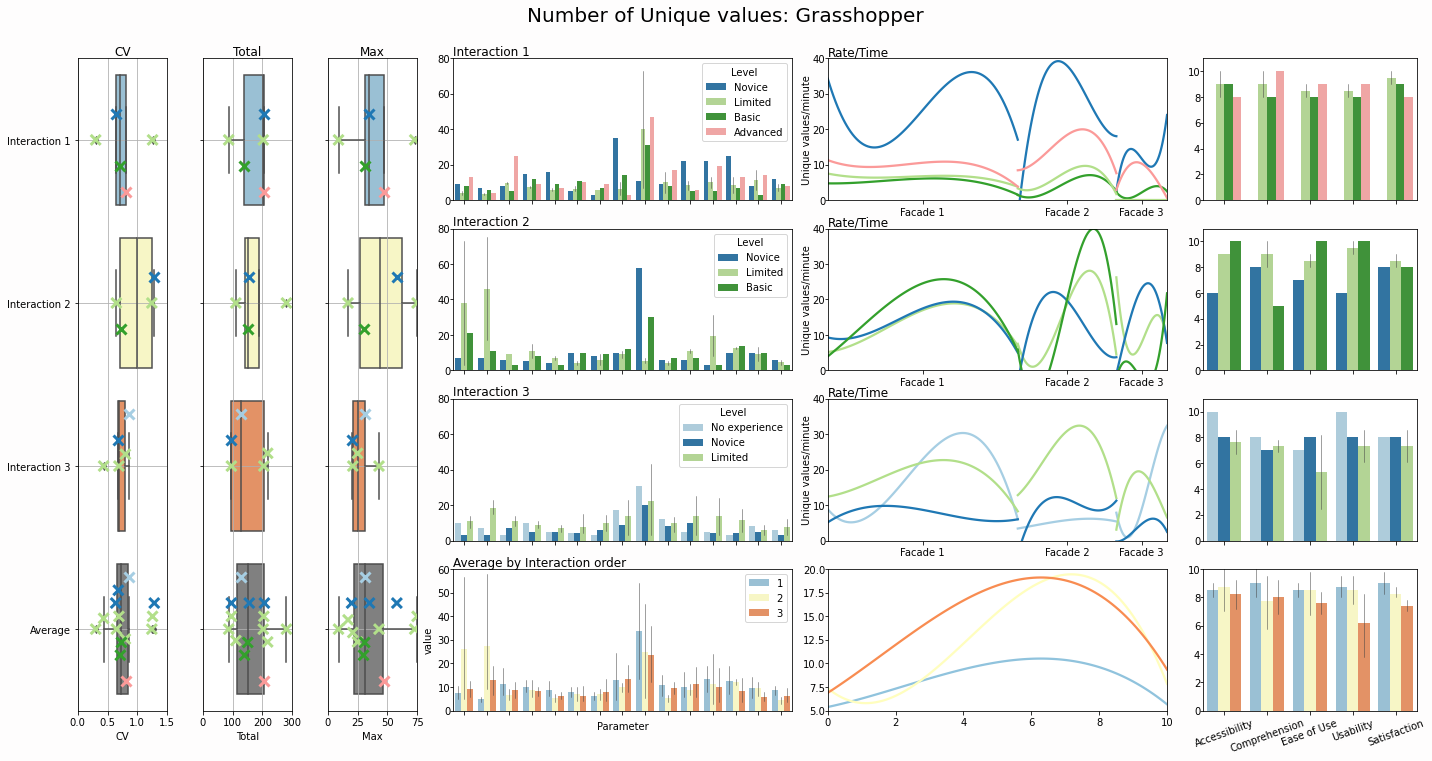 Number of Unique values: Grasshopper
CV
Total
Max
Interaction 1
Interaction 2
Interaction 3
Average
0.0 0.5 1.0 1.5
CV
0 100 200 300
Total
0 25 50 75
Max
Interaction 1
80
60
40
20
0
Level
Novice
Limited
Basic
Advanced
Interaction 2
80
60
40
20
0
Level
Novice
Limited
Basic
Interaction 3
80
60
40
20
0
Level
No experience
Novice
Limited
Average by Interaction order
60
50
40
30
20
10
0
value
1
2
3
Parameter
Rate/Time
Unique values/minute
40
30
20
10
0
Facade 1 Facade 2 Facade 3
Rate/Time
Unique values/minute
40
30
20
10
0
Facade 1 Facade 2 Facade 3
Rate/Time
Unique values/minute
40
30
20
10
0
Facade 1 Facade 2 Facade 3
20.0
17.5
15.0
12.5
10.0
7.5
5.0
0 2 4 6 8 10
10
8
6
4
2
0
10
8
6
4
2
0
10
8
6
4
2
0
10
8
6
4
2
0
Accessibility
Comprehension
Ease of Use
Usability
Satisfaction